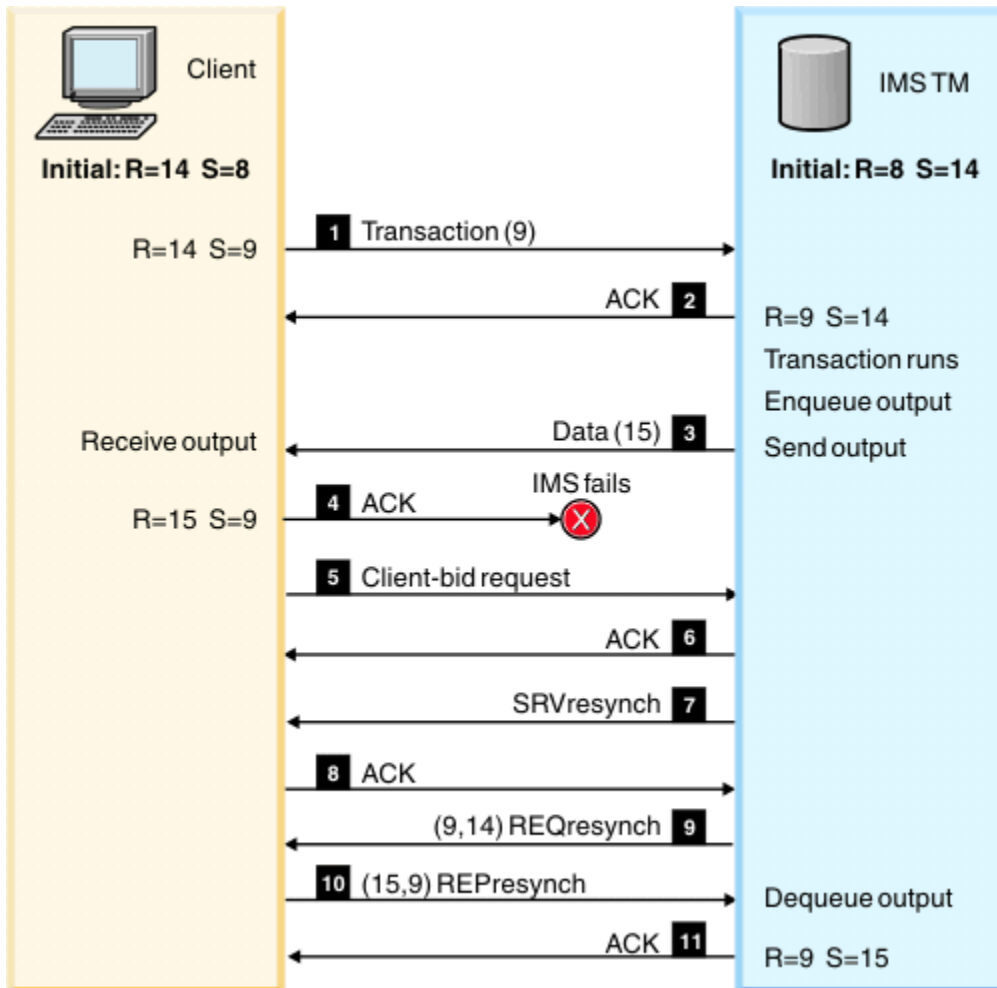 Client
IMS TM
Initial: R=14 S=8
Initial: R=8 S=14
1 Transaction (9)
R=14 S=9
ACK 2
R=9 S=14
Transaction runs
Enqueue output
Data (15) 3
Receive output
Send output
IMS fails
4 ACK
R=15 S=9
X
5 Client-bid request
ACK 6
SRVresynch 7
8 ACK
(9,14) REQresynch 9
10 (15,9) REPresynch
Dequeue output
ACK 11
R=9 S=15